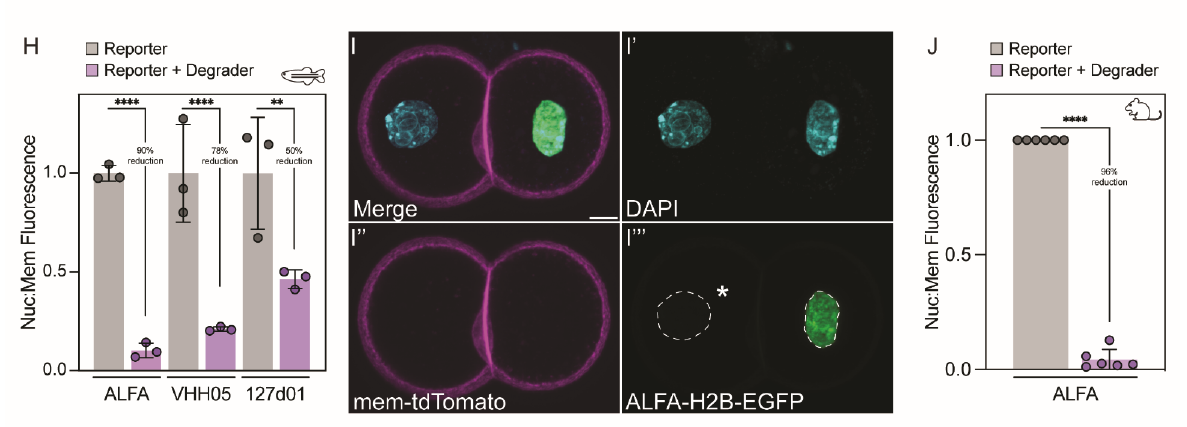 H
Reporter
Reporter + Degrader
Nuc:Mem Fluorescence
1.0
0.5
0.0
****
****
**
90%
reduction
78%
reduction
50%
reduction
ALFA
VHH05
127d01
I
Merge
I'
DAPI
I''
mem-tdTomato
I'''
*
ALFA-H2B-EGFP
J
Reporter
Reporter + Degrader
Nuc:Mem Fluorescence
1.0
0.5
0.0
****
96%
reduction
ALFA